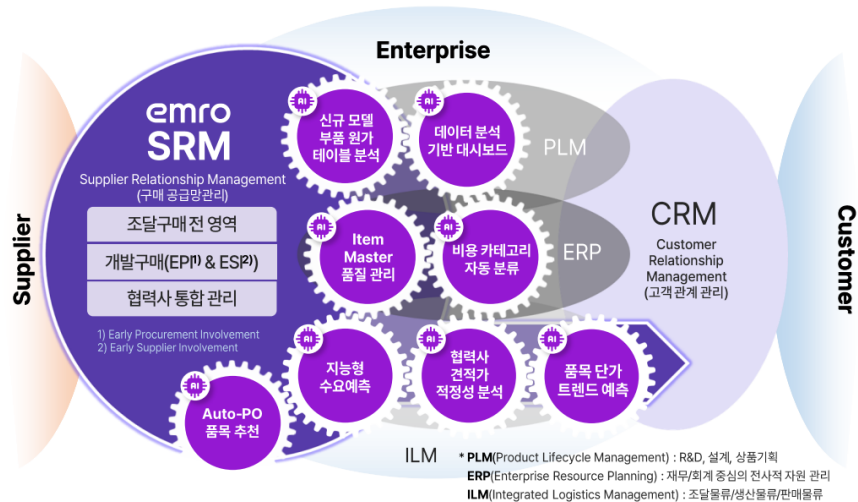 Enterprise
Supplier
Customer
emro
SRM
Supplier Relationship Management
(구매 공급망관리)
조달구매 전 영역
개발구매(EPI¹⁾ & ESI²⁾)
협력사 통합 관리
1) Early Procurement Involvement
2) Early Supplier Involvement
AI
신규 모델
부품 원가
테이블 분석
AI
데이터 분석
기반 대시보드
PLM
AI
Item
Master
품질 관리
AI
비용 카테고리
자동 분류
ERP
CRM
Customer
Relationship
Management
(고객 관계 관리)
AI
지능형
수요예측
AI
협력사
견적가
적정성 분석
AI
품목 단가
트렌드 예측
AI
Auto-PO
품목 추천
ILM
* PLM(Product Lifecycle Management) : R&D, 설계, 상품기획
ERP(Enterprise Resource Planning) : 재무/회계 중심의 전사적 자원 관리
ILM(Integrated Logistics Management) : 조달물류/생산물류/판매물류